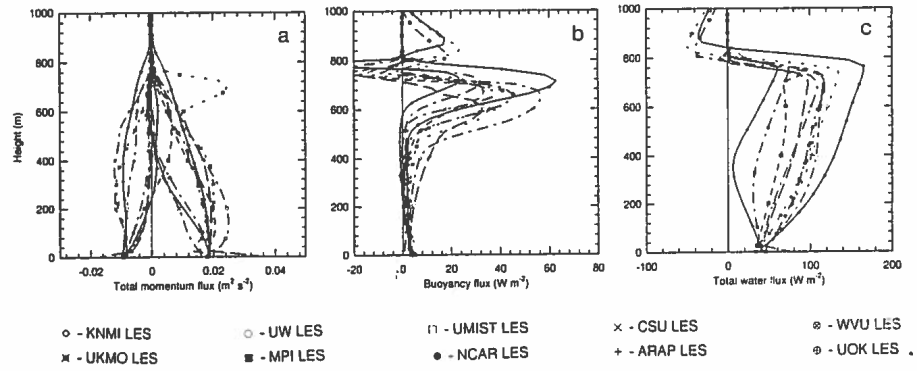 a
b
c
1000
800
600
400
200
0
Height (m)
-0.02
0
0.02
0.04
Total momentum flux (m² s⁻²)
1000
800
600
400
200
0
-20
0
20
40
60
80
Buoyancy flux (W m⁻²)
1000
800
600
400
200
0
-100
0
100
200
Total water flux (W m⁻²)
- KNMI LES
- UW LES
- UMIST LES
- CSU LES
- WVU LES
- UKMO LES
- MPI LES
- NCAR LES
- ARAP LES
- UOK LES